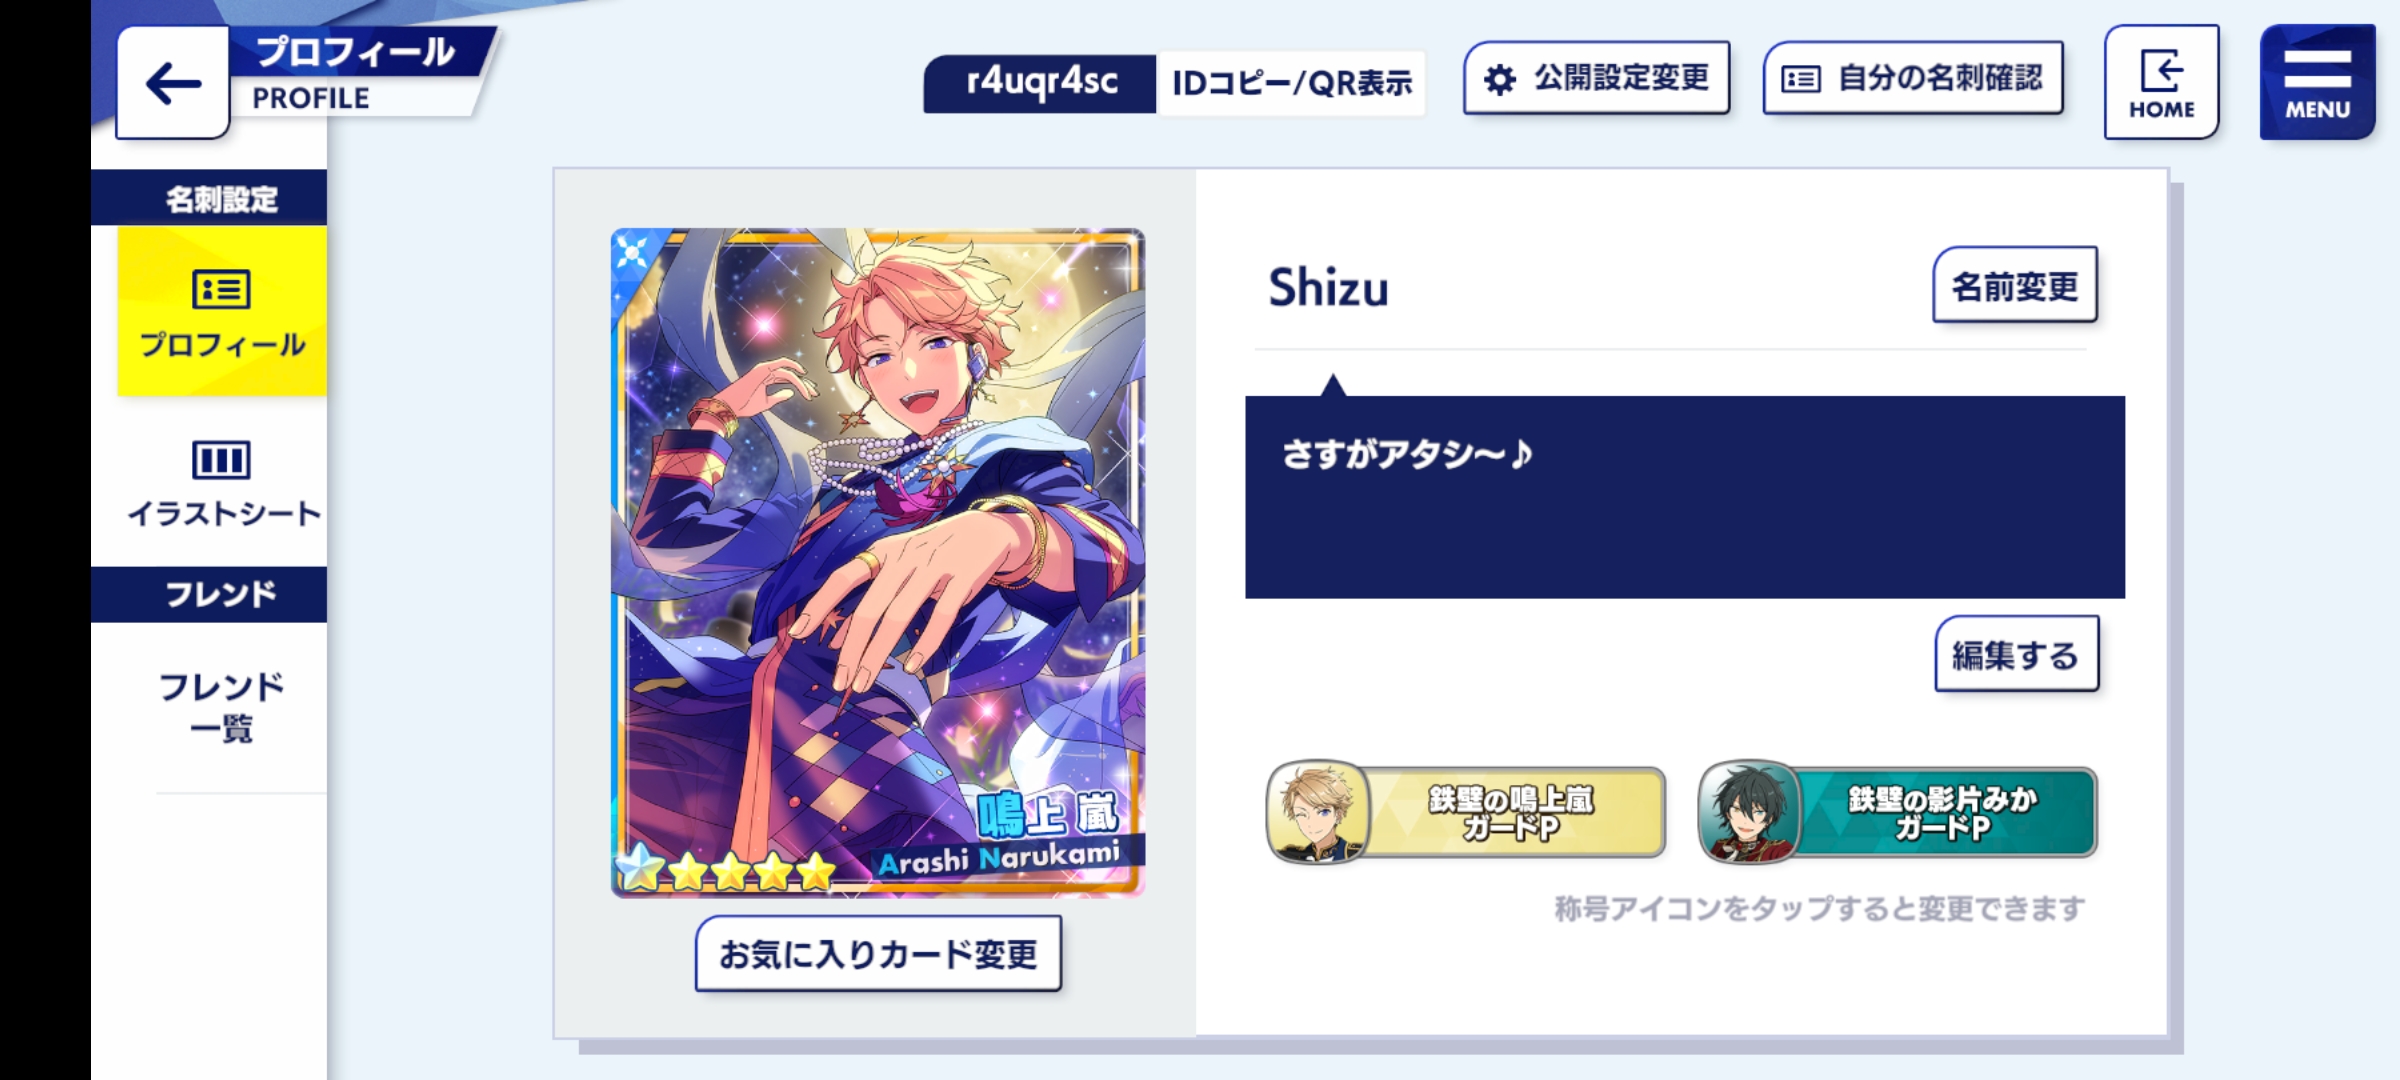 プロフィール
PROFILE
r4uqr4sc
IDコピー/QR表示
公開設定変更
自分の名刺確認
HOME
MENU
名刺設定
プロフィール
イラストシート
フレンド
フレンド
一覧
鳴上 嵐
Arashi Narukami
お気に入りカード変更
Shizu
名前変更
さすがアタシ～♪
編集する
鉄壁の鳴上嵐
ガードP
鉄壁の影片みか
ガードP
称号アイコンをタップすると変更できます